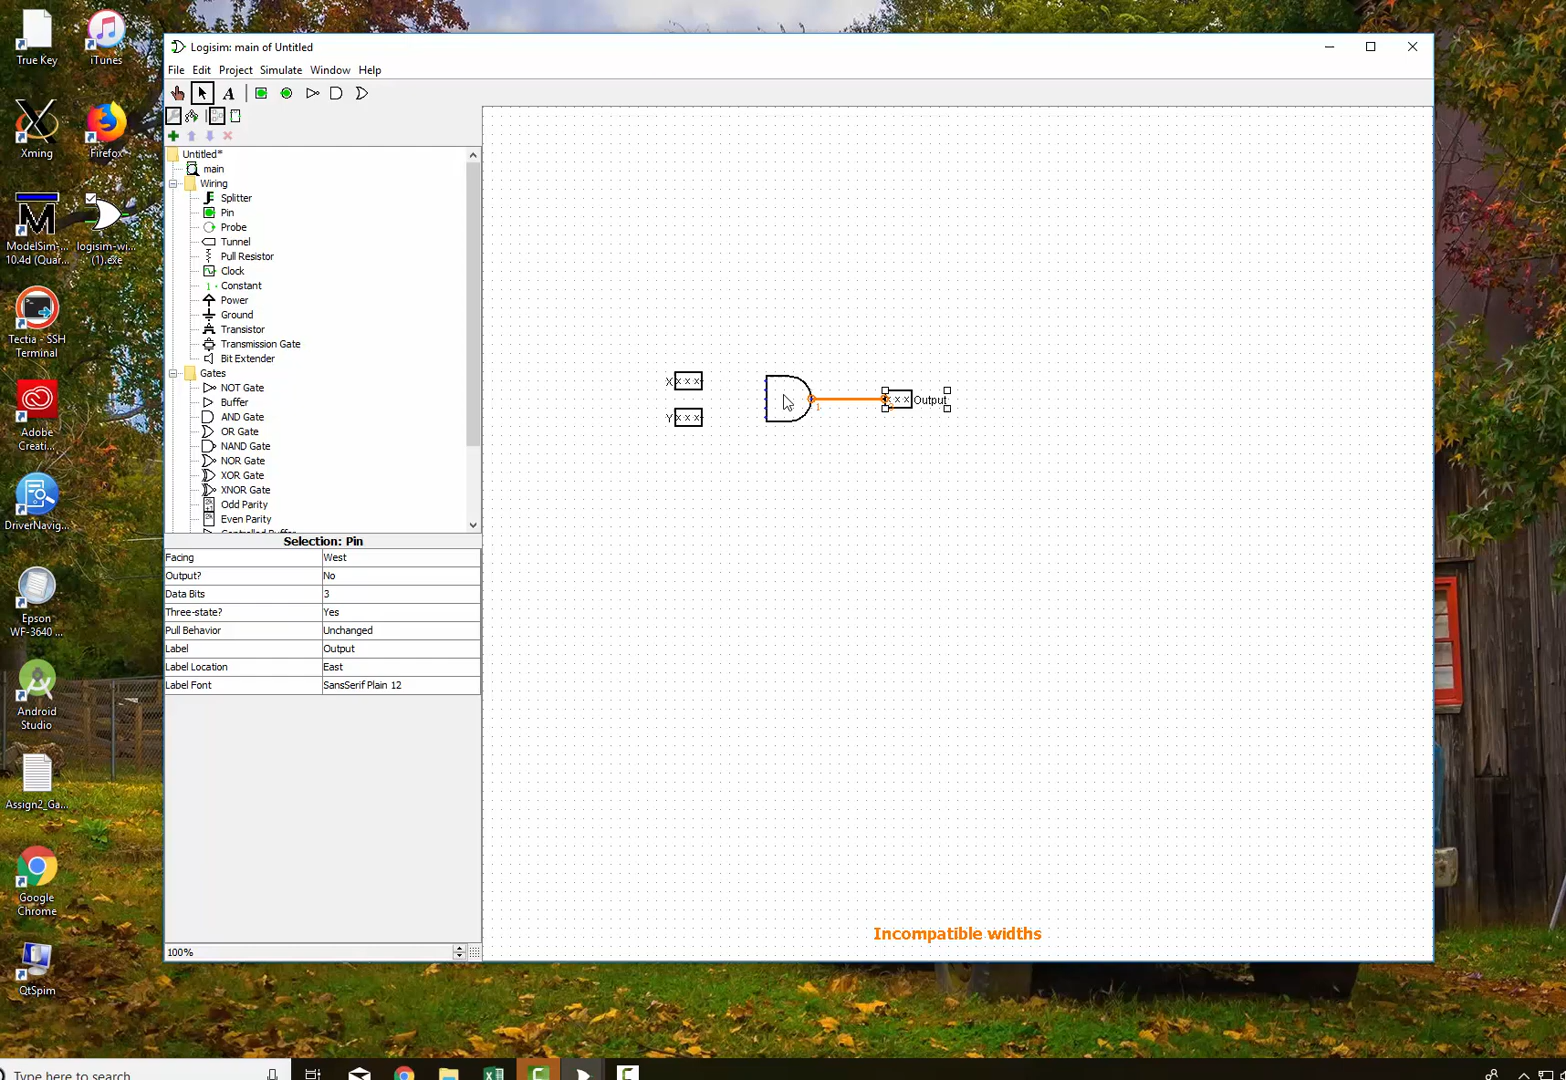 True Key
iTunes
Xming
Firefox
ModelSim-...
10.4d (Quar...
logisim-wi...
(1).exe
Tectia - SSH
Terminal
Adobe
Creati...
DriverNavig...
Epson
WF-3640 ...
Android
Studio
Assign2_Ga...
Google
Chrome
QtSpim
Logisim: main of Untitled
File Edit Project Simulate Window Help
A
Untitled*
main
Wiring
Splitter
Pin
Probe
Tunnel
Pull Resistor
Clock
1 Constant
Power
Ground
Transistor
Transmission Gate
Bit Extender
Gates
NOT Gate
Buffer
AND Gate
OR Gate
NAND Gate
NOR Gate
XOR Gate
XNOR Gate
Odd Parity
Even Parity
Controlled Buffer
Selection: Pin
Facing West
Output? No
Data Bits 3
Three-state? Yes
Pull Behavior Unchanged
Label Output
Label Location East
Label Font SansSerif Plain 12
100%
X x x x
Y x x x
1
x x x Output
Incompatible widths
Type here to search